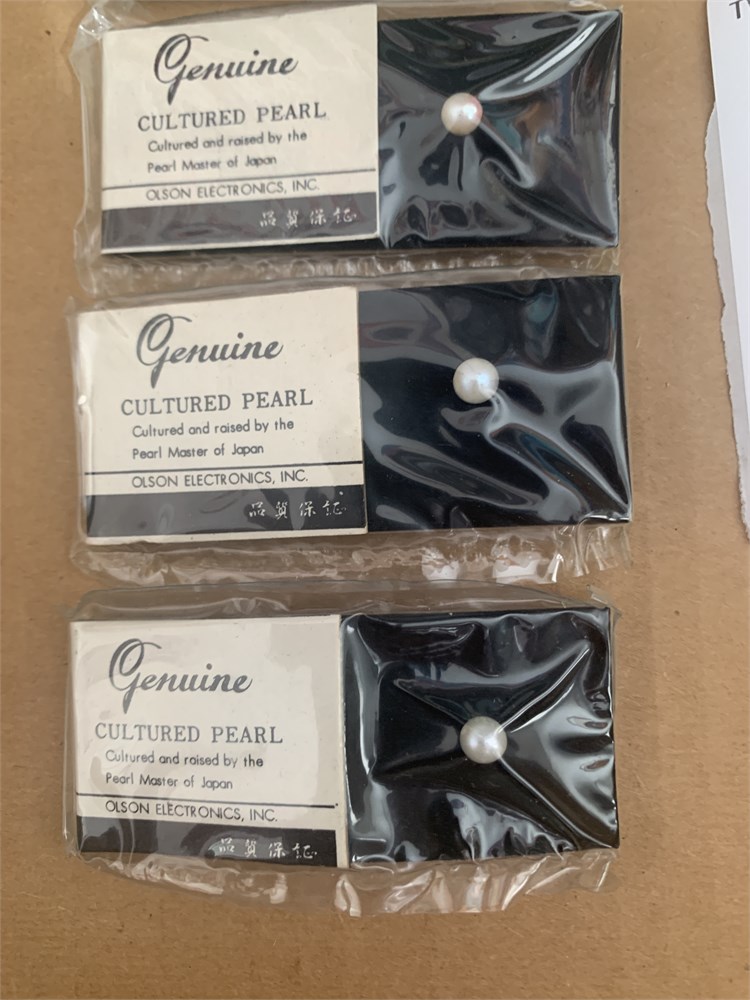 Genuine
CULTURED PEARL
Cultured and raised by the
Pearl Master of Japan
OLSON ELECTRONICS, INC.
品質保証
Genuine
CULTURED PEARL
Cultured and raised by the
Pearl Master of Japan
OLSON ELECTRONICS, INC.
品質保証
Genuine
CULTURED PEARL
Cultured and raised by the
Pearl Master of Japan
OLSON ELECTRONICS, INC.
品質保証